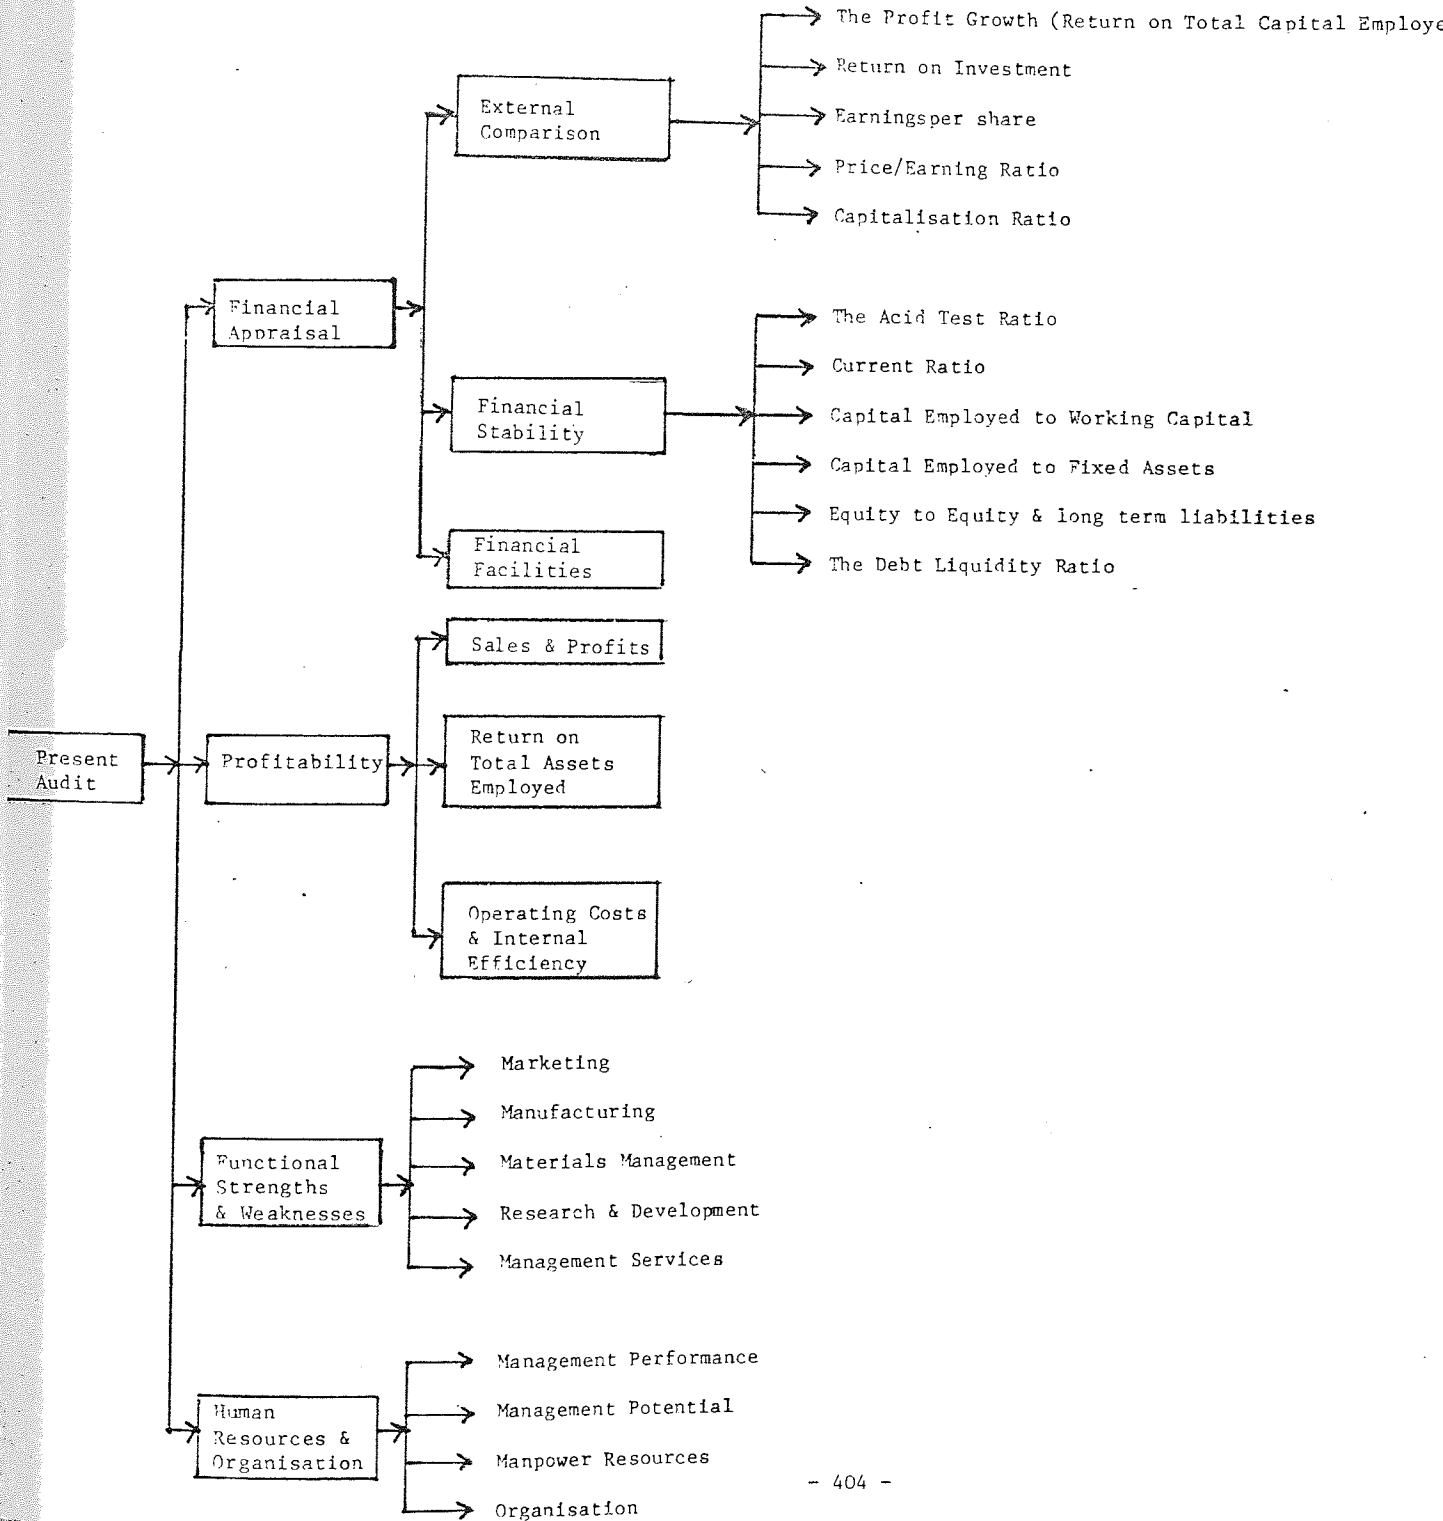 The Profit Growth (Return on Total Capital Employe
Return on Investment
External
Comparison
Earningsper share
Price/Earning Ratio
Capitalisation Ratio
Financial
Appraisal
The Acid Test Ratio
Current Ratio
Financial
Stability
Capital Employed to Working Capital
Capital Employed to Fixed Assets
Equity to Equity & long term liabilities
Financial
Facilities
The Debt Liquidity Ratio
Sales & Profits
Present
Audit
Profitability
Return on
Total Assets
Employed
Operating Costs
& Internal
Efficiency
Marketing
Manufacturing
Functional
Strengths
& Weaknesses
Materials Management
Research & Development
Management Services
Management Performance
Management Potential
Human
Resources &
Organisation
Manpower Resources
Organisation
- 404 -